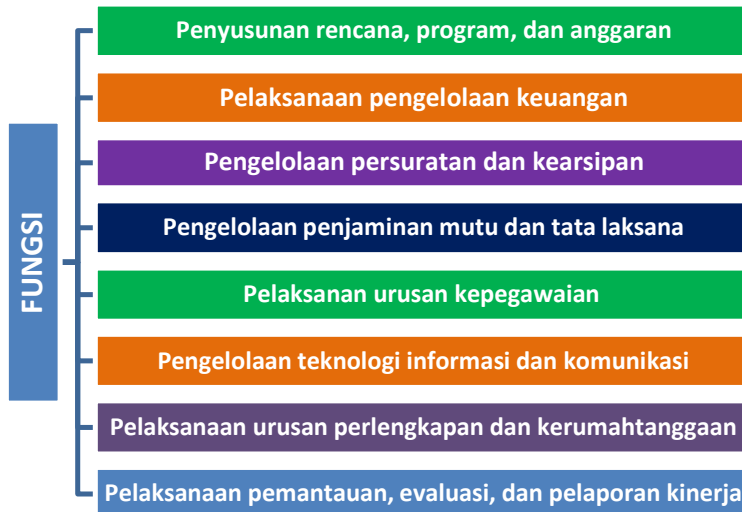 FUNGSI
Penyusunan rencana, program, dan anggaran
Pelaksanaan pengelolaan keuangan
Pengelolaan persuratan dan kearsipan
Pengelolaan penjaminan mutu dan tata laksana
Pelaksanan urusan kepegawaian
Pengelolaan teknologi informasi dan komunikasi
Pelaksanaan urusan perlengkapan dan kerumahtanggaan
Pelaksanaan pemantauan, evaluasi, dan pelaporan kinerja